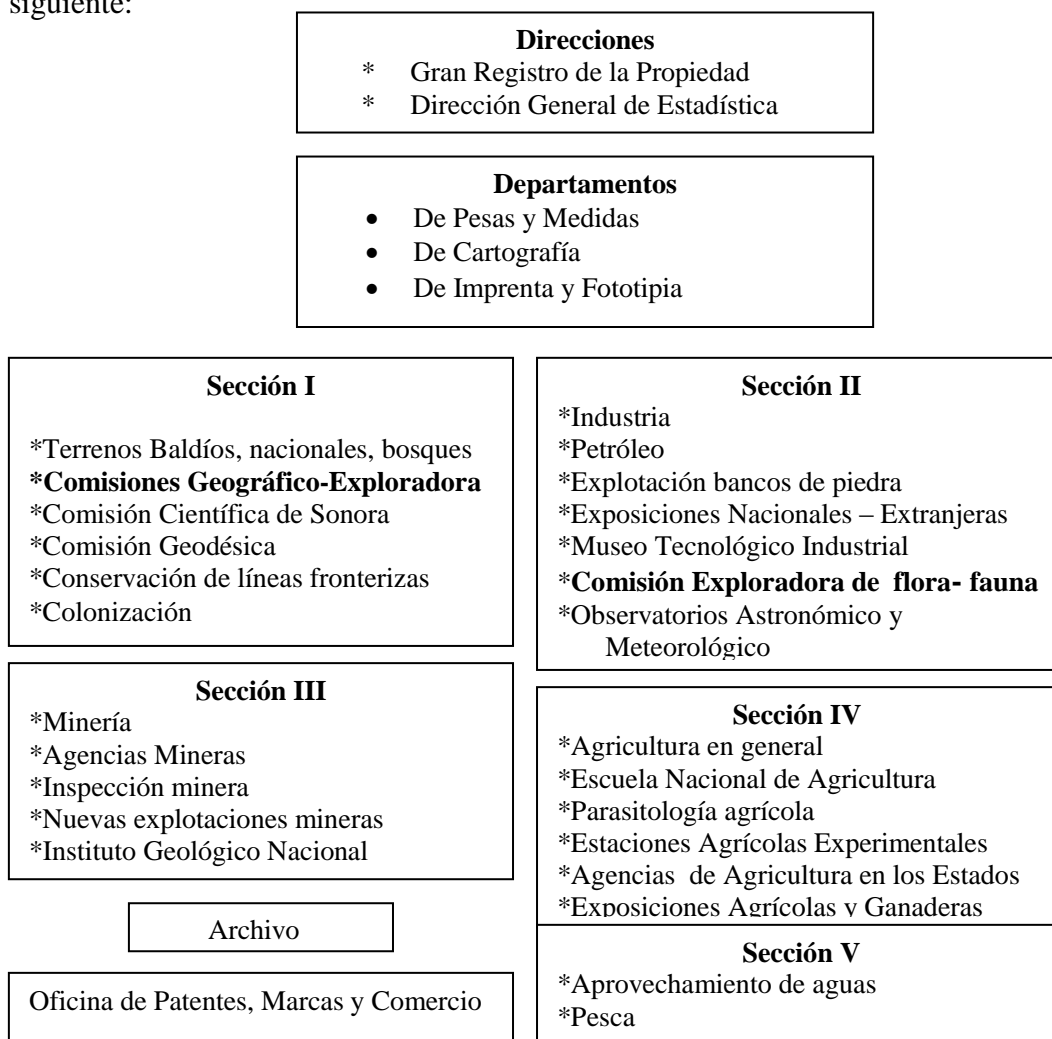 siguiente:
Direcciones
* Gran Registro de la Propiedad
* Dirección General de Estadística
Departamentos
• De Pesas y Medidas
• De Cartografía
• De Imprenta y Fototipia
Sección I
*Terrenos Baldíos, nacionales, bosques
*Comisiones Geográfico-Exploradora
*Comisión Científica de Sonora
*Comisión Geodésica
*Conservación de líneas fronterizas
*Colonización
Sección II
*Industria
*Petróleo
*Explotación bancos de piedra
*Exposiciones Nacionales – Extranjeras
*Museo Tecnológico Industrial
*Comisión Exploradora de flora- fauna
*Observatorios Astronómico y
Meteorológico
Sección III
*Minería
*Agencias Mineras
*Inspección minera
*Nuevas explotaciones mineras
*Instituto Geológico Nacional
Sección IV
*Agricultura en general
*Escuela Nacional de Agricultura
*Parasitología agrícola
*Estaciones Agrícolas Experimentales
*Agencias de Agricultura en los Estados
*Exposiciones Agrícolas y Ganaderas
Archivo
Oficina de Patentes, Marcas y Comercio
Sección V
*Aprovechamiento de aguas
*Pesca